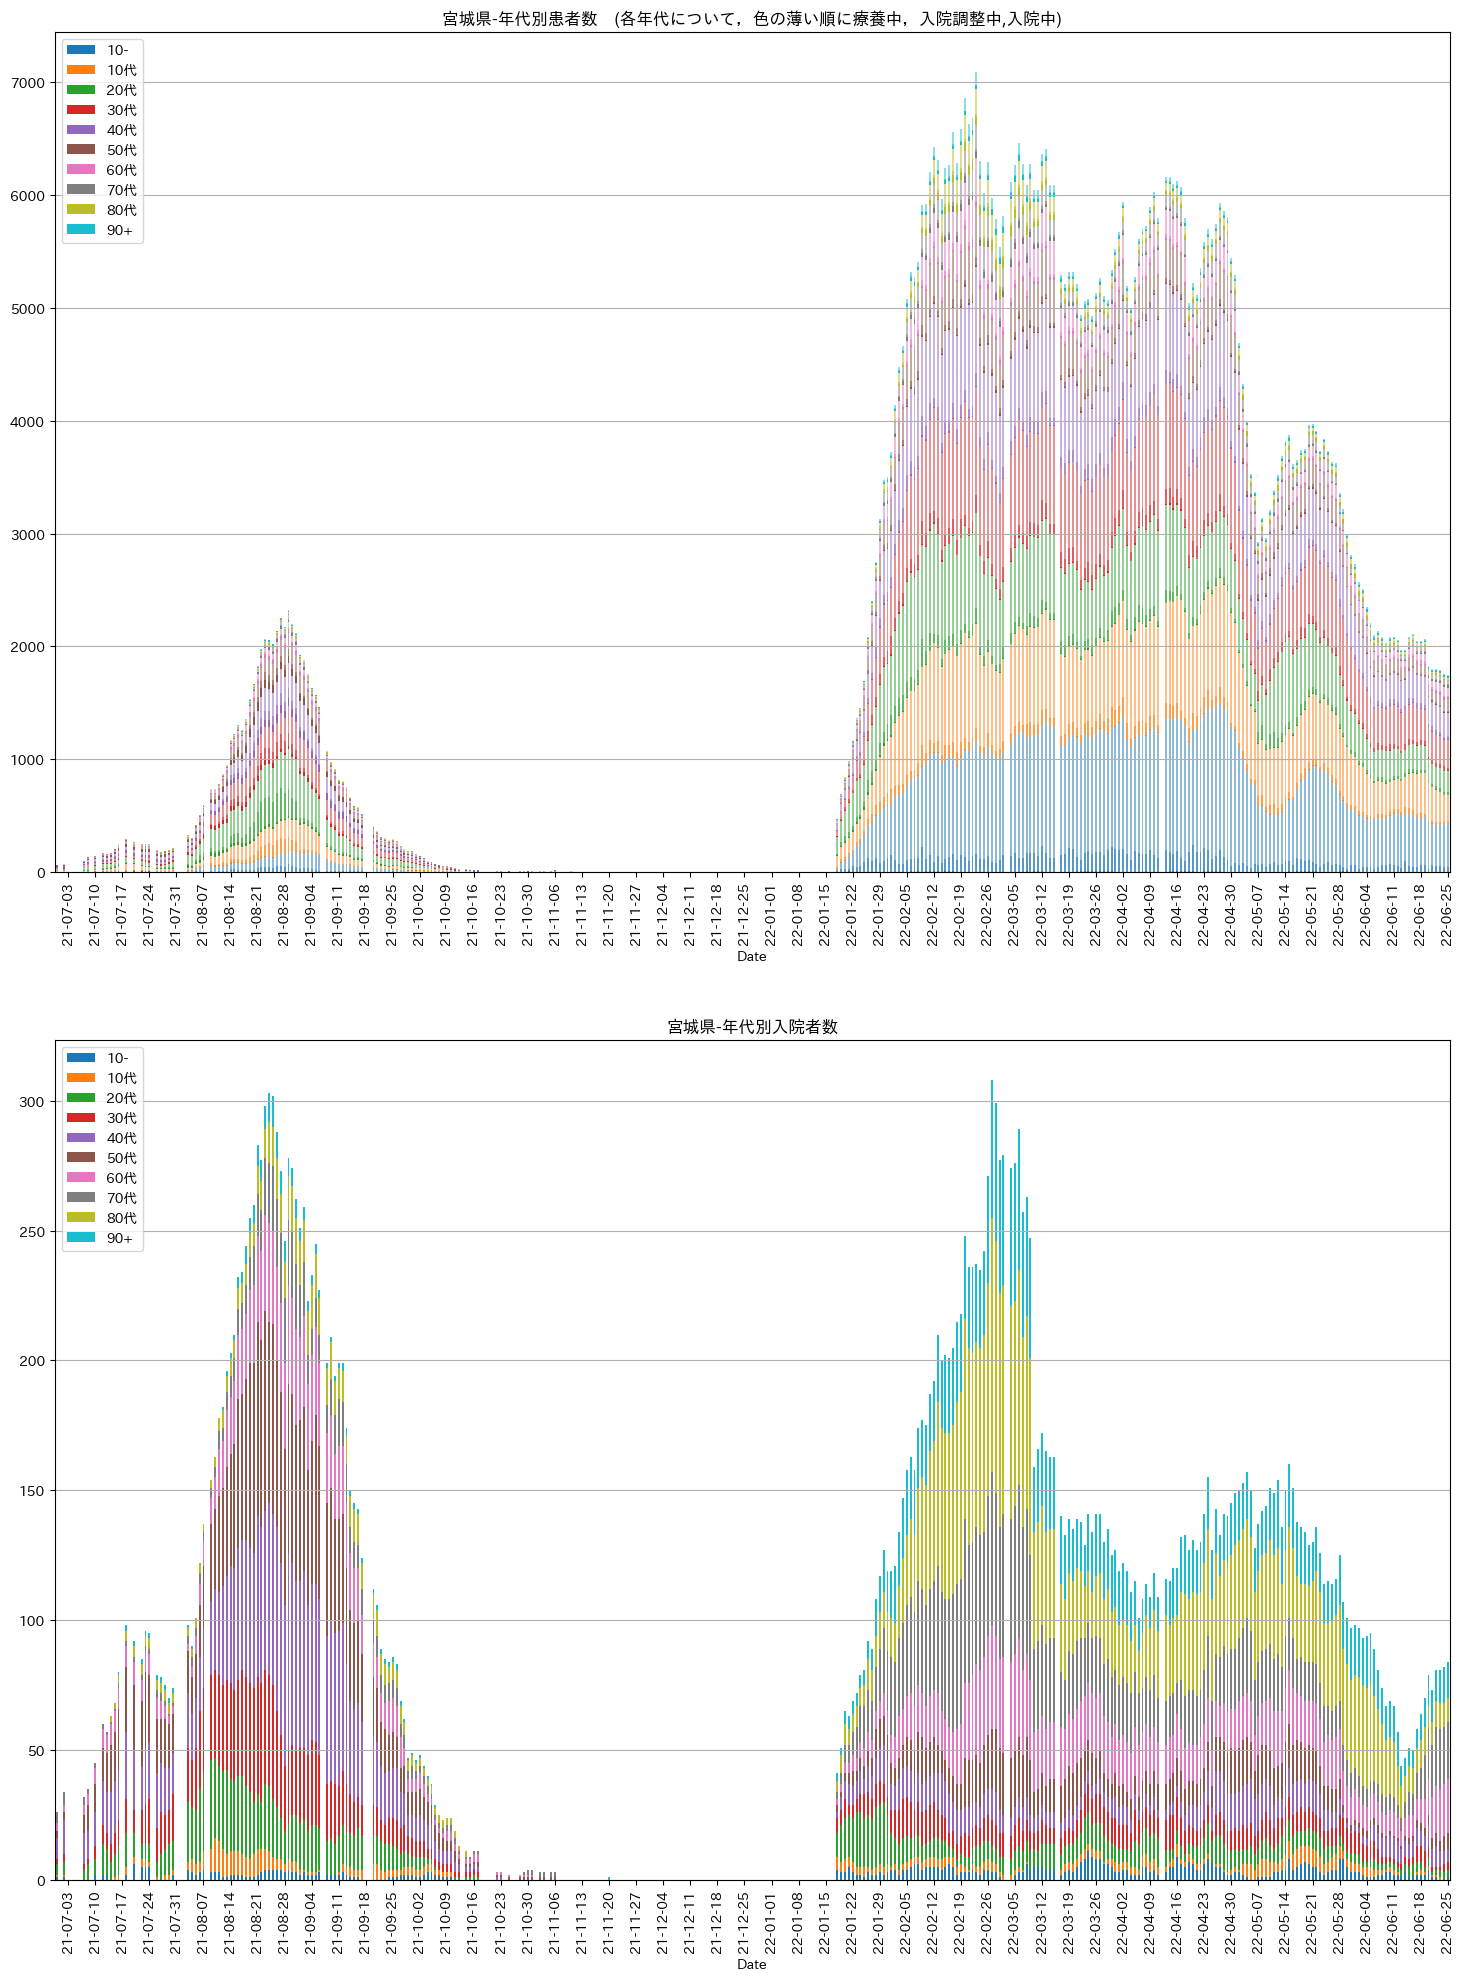 宮城県-年代別患者数　(各年代について，色の薄い順に療養中，入院調整中,入院中)
10-
10代
20代
30代
40代
50代
60代
70代
80代
90+
7000
6000
5000
4000
3000
2000
1000
0
21-07-03 21-07-10 21-07-17 21-07-24 21-07-31 21-08-07 21-08-14 21-08-21 21-08-28 21-09-04 21-09-11 21-09-18 21-09-25 21-10-02 21-10-09 21-10-16 21-10-23 21-10-30 21-11-06 21-11-13 21-11-20 21-11-27 21-12-04 21-12-11 21-12-18 21-12-25 22-01-01 22-01-08 22-01-15 22-01-22 22-01-29 22-02-05 22-02-12 22-02-19 22-02-26 22-03-05 22-03-12 22-03-19 22-03-26 22-04-02 22-04-09 22-04-16 22-04-23 22-04-30 22-05-07 22-05-14 22-05-21 22-05-28 22-06-04 22-06-11 22-06-18 22-06-25
Date
宮城県-年代別入院者数
10-
10代
20代
30代
40代
50代
60代
70代
80代
90+
300
250
200
150
100
50
0
21-07-03 21-07-10 21-07-17 21-07-24 21-07-31 21-08-07 21-08-14 21-08-21 21-08-28 21-09-04 21-09-11 21-09-18 21-09-25 21-10-02 21-10-09 21-10-16 21-10-23 21-10-30 21-11-06 21-11-13 21-11-20 21-11-27 21-12-04 21-12-11 21-12-18 21-12-25 22-01-01 22-01-08 22-01-15 22-01-22 22-01-29 22-02-05 22-02-12 22-02-19 22-02-26 22-03-05 22-03-12 22-03-19 22-03-26 22-04-02 22-04-09 22-04-16 22-04-23 22-04-30 22-05-07 22-05-14 22-05-21 22-05-28 22-06-04 22-06-11 22-06-18 22-06-25
Date